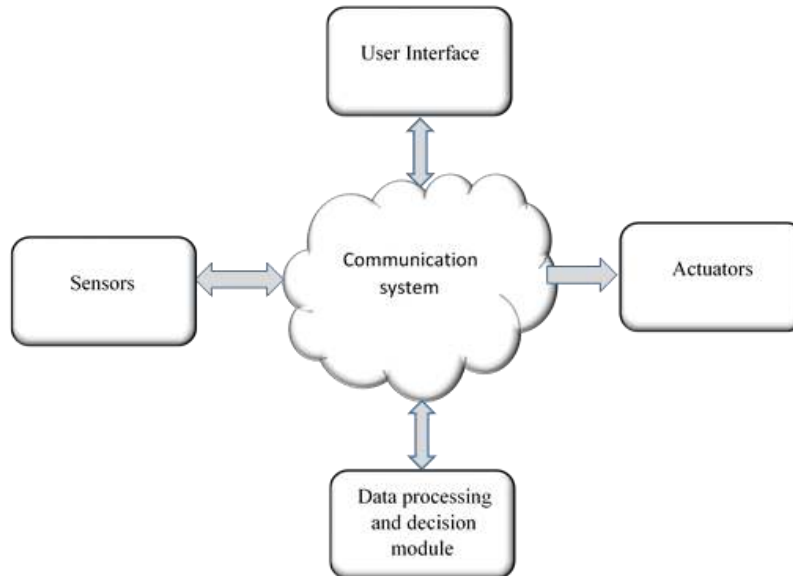 User Interface
Communication
system
Sensors
Actuators
Data processing
and decision
module